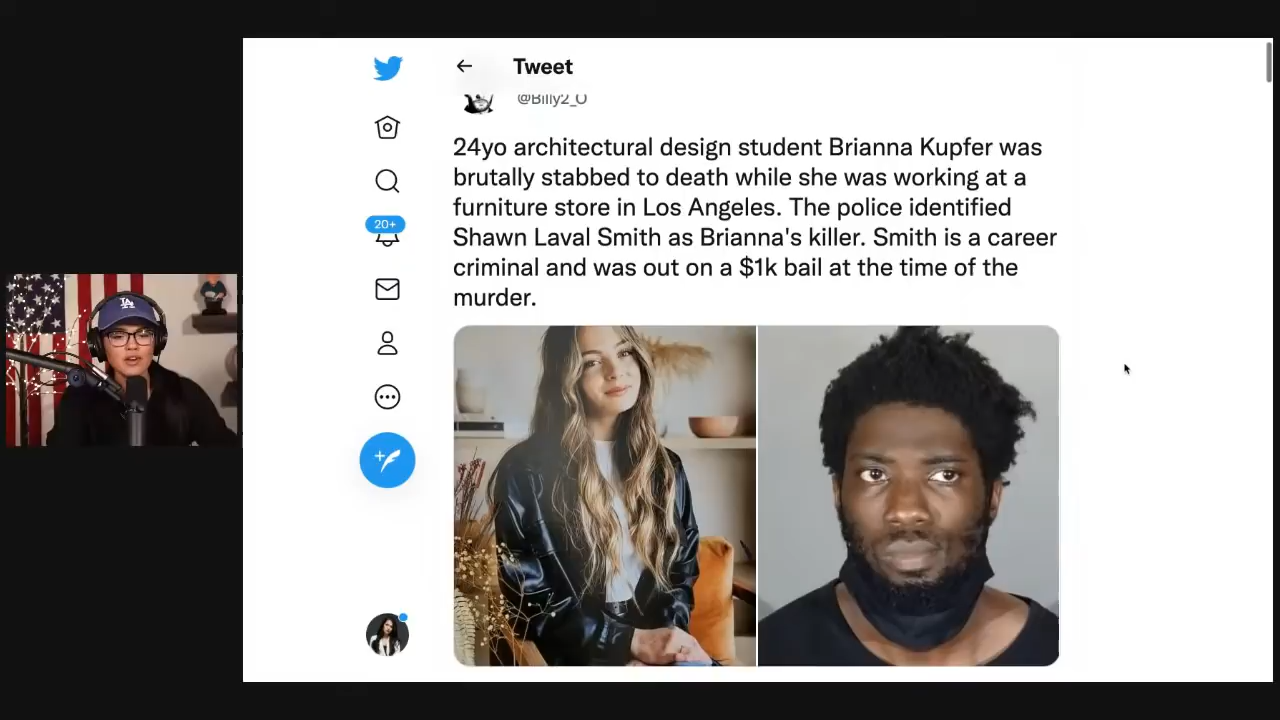 Tweet
@Billy2_O
24yo architectural design student Brianna Kupfer was
brutally stabbed to death while she was working at a
furniture store in Los Angeles. The police identified
Shawn Laval Smith as Brianna's killer. Smith is a career
criminal and was out on a $1k bail at the time of the
murder.
20+
LA